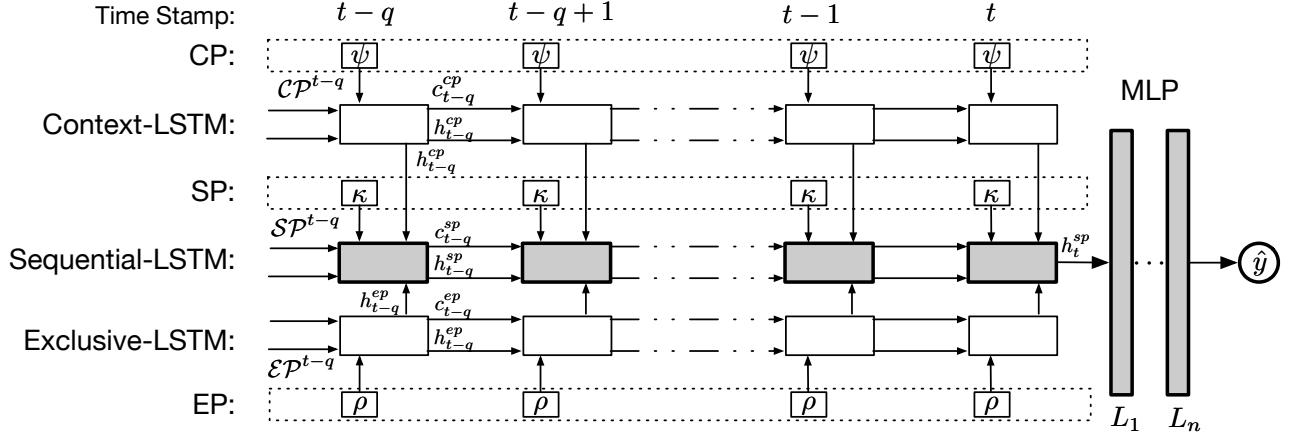 Time Stamp: t − q t − q + 1 t − 1 t
CP: ψ ψ ψ ψ
𝒞𝒫^{t−q} c^{cp}_{t−q}
MLP
Context-LSTM: h^{cp}_{t−q}
h^{cp}_{t−q}
SP: κ κ κ κ
𝒮𝒫^{t−q} c^{sp}_{t−q} h^{sp}_t
Sequential-LSTM: h^{sp}_{t−q} ... ŷ
h^{ep}_{t−q} c^{ep}_{t−q}
Exclusive-LSTM: h^{ep}_{t−q}
ℰ𝒫^{t−q}
EP: ρ ρ ρ ρ L_1 L_n